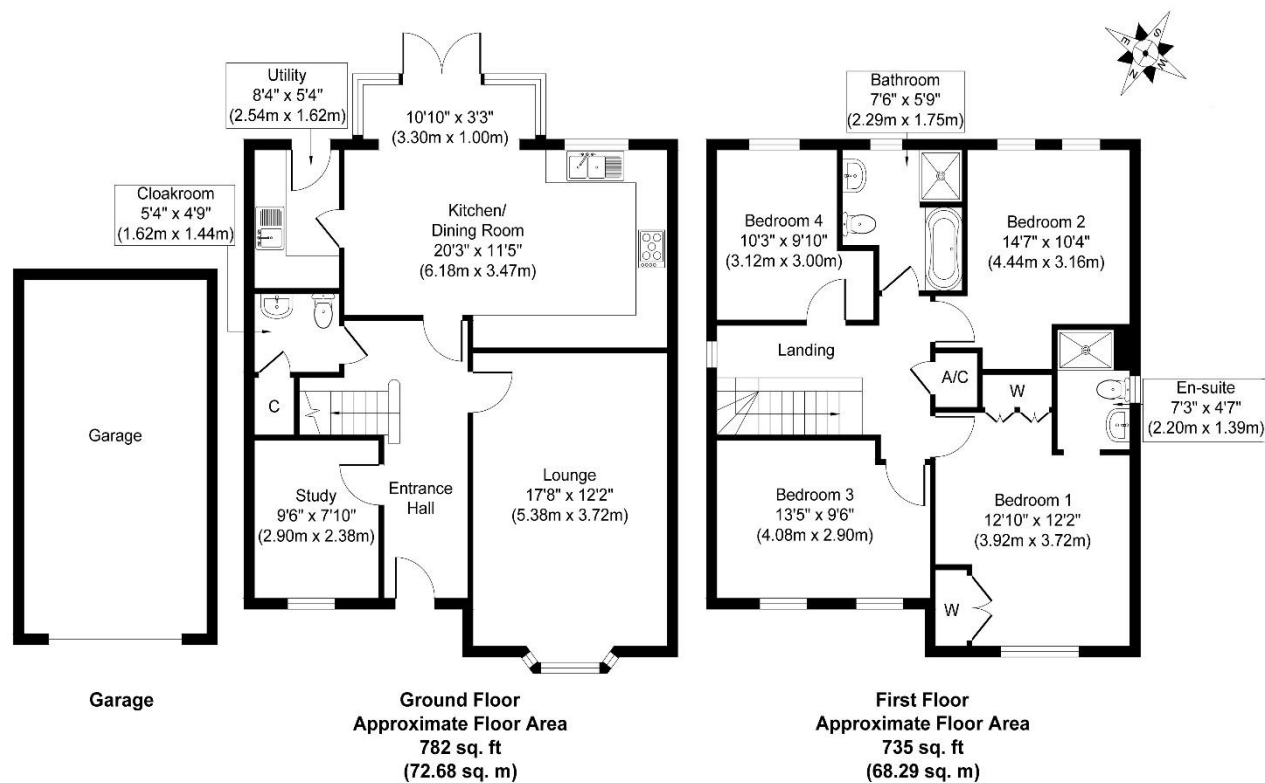 Utility
8'4" x 5'4"
(2.54m x 1.62m)
10'10" x 3'3"
(3.30m x 1.00m)
Cloakroom
5'4" x 4'9"
(1.62m x 1.44m)
Kitchen/
Dining Room
20'3" x 11'5"
(6.18m x 3.47m)
Garage
C
Study
9'6" x 7'10"
(2.90m x 2.38m)
Entrance
Hall
Lounge
17'8" x 12'2"
(5.38m x 3.72m)
S
E
W
N
Bathroom
7'6" x 5'9"
(2.29m x 1.75m)
Bedroom 4
10'3" x 9'10"
(3.12m x 3.00m)
Bedroom 2
14'7" x 10'4"
(4.44m x 3.16m)
Landing
A/C
W
En-suite
7'3" x 4'7"
(2.20m x 1.39m)
Bedroom 3
13'5" x 9'6"
(4.08m x 2.90m)
Bedroom 1
12'10" x 12'2"
(3.92m x 3.72m)
W
Garage
Ground Floor
Approximate Floor Area
782 sq. ft
(72.68 sq. m)
First Floor
Approximate Floor Area
735 sq. ft
(68.29 sq. m)